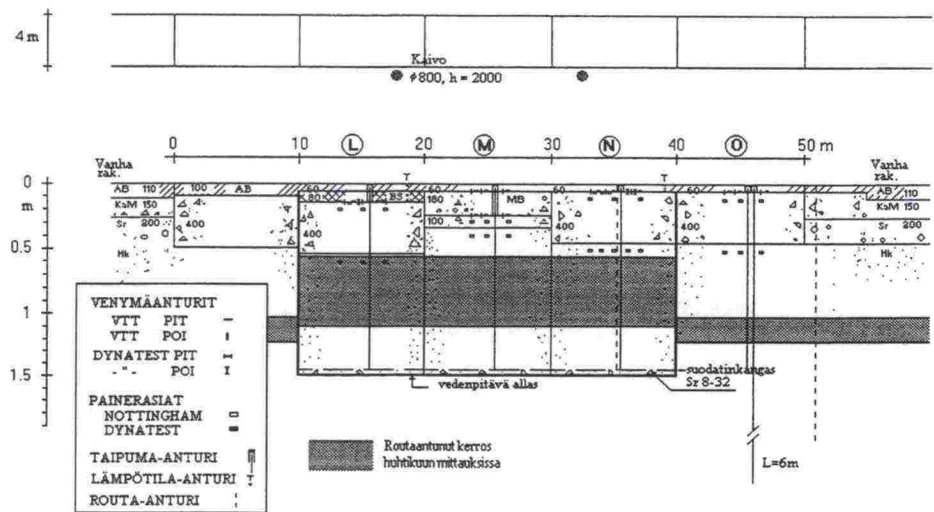 4 m
Kaivo
ϕ800, h = 2000
0 10 L 20 M 30 N 40 O 50 m
Vanha
rak.
Vanha
rak.
T
T
0
m
0.5
1
1.5
AB 110
100 AB
60
60
60
60
AB 110
80
BS
180
MB
KaM 150
KaM 150
Sr 200
400
400
100
400
400
Sr 200
Hk
Hk
VENYMÄANTURIT
VTT PIT
VTT POI
DYNATEST PIT
- "- POI
PAINERASIAT
NOTTINGHAM
DYNATEST
TAIPUMA-ANTURI
LÄMPÖTILA-ANTURI T
ROUTA-ANTURI
vedenpitävä allas
suodatinkangas
Sr 8-32
Routaantunut kerros
huhtikuun mittauksissa
L=6m